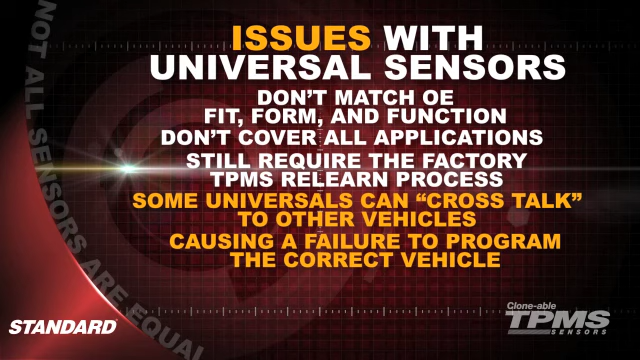 ISSUES WITH
UNIVERSAL SENSORS
DON'T MATCH OE
FIT, FORM, AND FUNCTION
DON'T COVER ALL APPLICATIONS
STILL REQUIRE THE FACTORY
TPMS RELEARN PROCESS
SOME UNIVERSALS CAN “CROSS TALK”
TO OTHER VEHICLES
CAUSING A FAILURE TO PROGRAM
THE CORRECT VEHICLE
NOT ALL SENSORS ARE EQUAL
STANDARD
Clone-able
TPMS
SENSORS